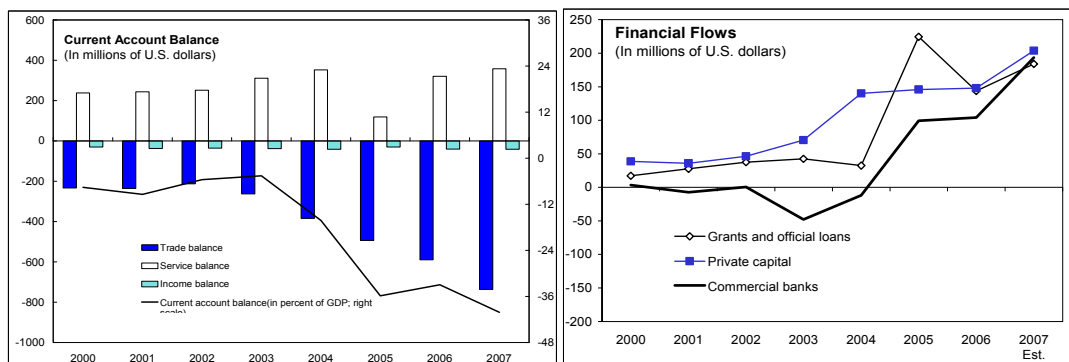 Current Account Balance
(In millions of U.S. dollars)
600
400
200
0
-200
-400
-600
-800
-1000
36
24
12
0
-12
-24
-36
-48
Trade balance
Service balance
Income balance
Current account balance(in percent of GDP; right
scale)
2000 2001 2002 2003 2004 2005 2006 2007
Financial Flows
(In millions of U.S. dollars)
250
200
150
100
50
0
-50
-100
-150
-200
Grants and official loans
Private capital
Commercial banks
2000 2001 2002 2003 2004 2005 2006 2007
Est.